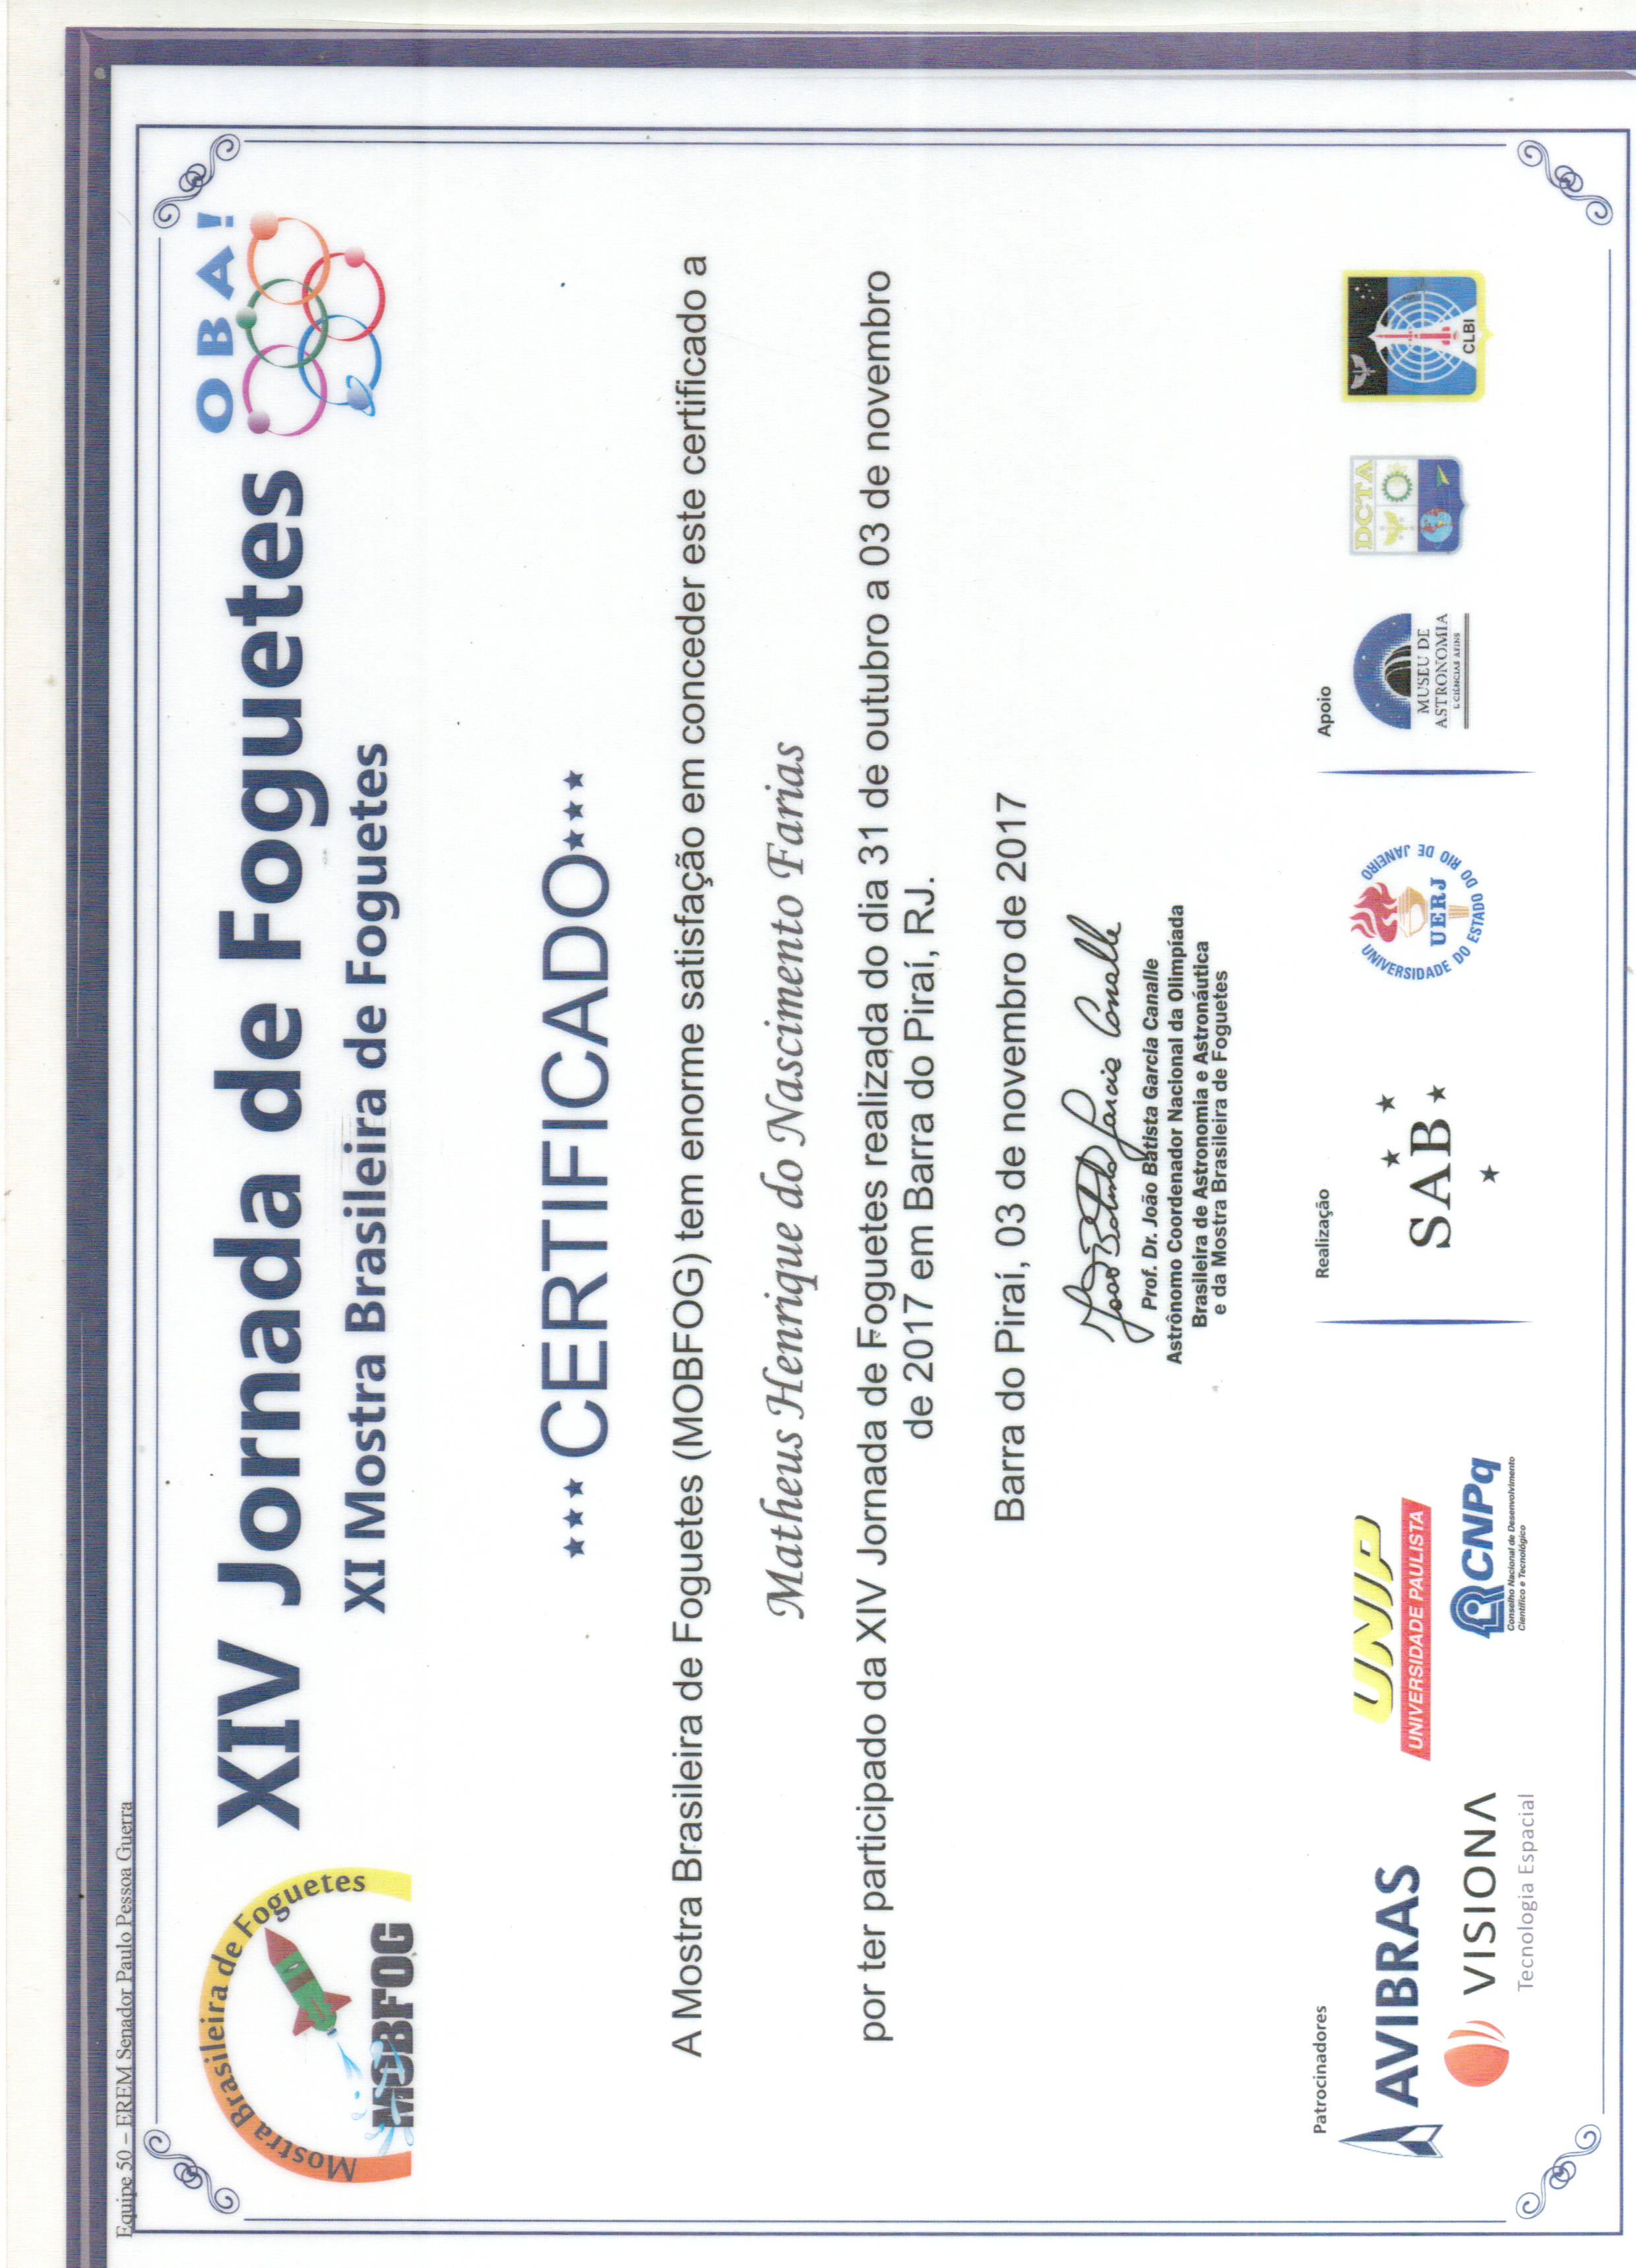 Equipe 50 – EREM Senador Paulo Pessoa Guerra
Mostra Brasileira de Foguetes
MOBFOG
XIV Jornada de Foguetes
XI Mostra Brasileira de Foguetes
OBA!
CERTIFICADO
A Mostra Brasileira de Foguetes (MOBFOG) tem enorme satisfação em conceder este certificado a
Matheus Henrique do Nascimento Farias
por ter participado da XIV Jornada de Foguetes realizada do dia 31 de outubro a 03 de novembro
de 2017 em Barra do Piraí, RJ.
Barra do Piraí, 03 de novembro de 2017
João Batista Garcia Canalle
Prof. Dr. João Batista Garcia Canalle
Astrônomo Coordenador Nacional da Olimpíada
Brasileira de Astronomia e Astronáutica
e da Mostra Brasileira de Foguetes
Patrocinadores
AVIBRAS
UNIP
UNIVERSIDADE PAULISTA
VISIONA
Tecnologia Espacial
CNPq
Conselho Nacional de Desenvolvimento
Científico e Tecnológico
Realização
SAB
UNIVERSIDADE DO ESTADO DO RIO DE JANEIRO
UERJ
Apoio
MUSEU DE
ASTRONOMIA
E CIÊNCIAS AFINS
DCTA
CLBI